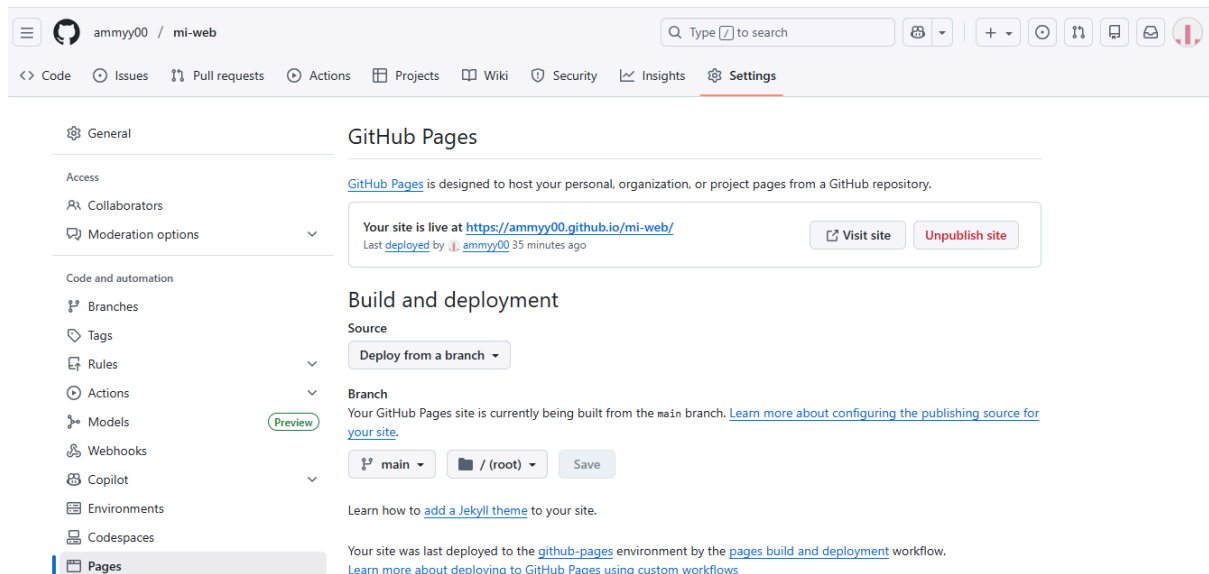 ammyy00 / mi-web
Type / to search
Code Issues Pull requests Actions Projects Wiki Security Insights Settings
General
Access
Collaborators
Moderation options
Code and automation
Branches
Tags
Rules
Actions
Models Preview
Webhooks
Copilot
Environments
Codespaces
Pages
GitHub Pages
GitHub Pages is designed to host your personal, organization, or project pages from a GitHub repository.
Your site is live at https://ammyy00.github.io/mi-web/
Last deployed by ammyy00 35 minutes ago
Visit site Unpublish site
Build and deployment
Source
Deploy from a branch
Branch
Your GitHub Pages site is currently being built from the main branch. Learn more about configuring the publishing source for
your site.
main / (root) Save
Learn how to add a Jekyll theme to your site.
Your site was last deployed to the github-pages environment by the pages build and deployment workflow.
Learn more about deploying to GitHub Pages using custom workflows